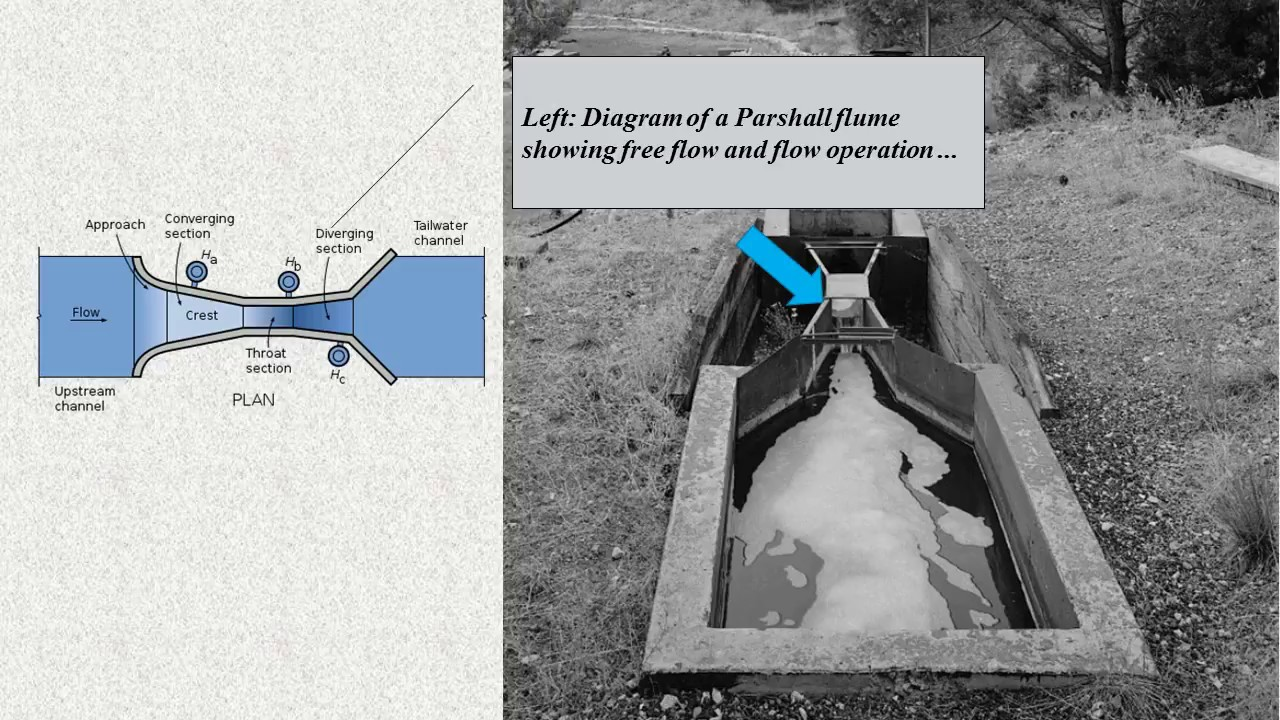 Left: Diagram of a Parshall flume
showing free flow and flow operation ...
Approach
Converging
section
Diverging
section
Tailwater
channel
Ha
Hb
Flow
Crest
Throat
section
Hc
Upstream
channel
PLAN